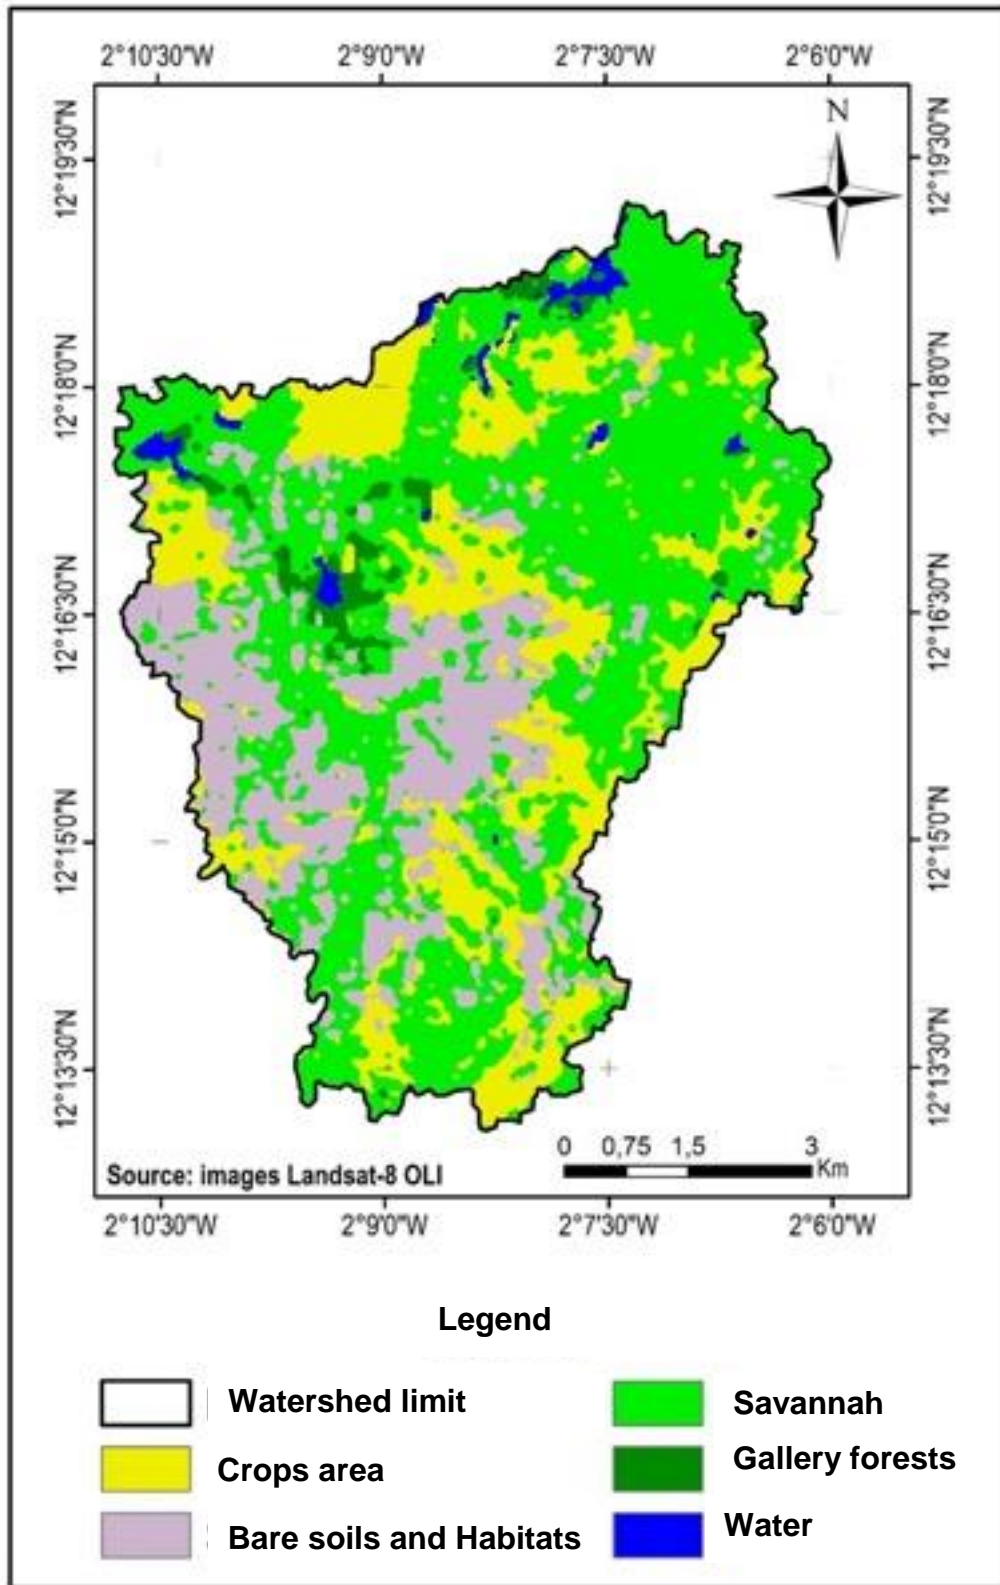 2°10'30"W 2°9'0"W 2°7'30"W 2°6'0"W
N
12°19'30"N 12°19'30"N
12°18'0"N 12°18'0"N
12°16'30"N 12°16'30"N
12°15'0"N 12°15'0"N
12°13'30"N 12°13'30"N
0 0,75 1,5 3
Km
Source: images Landsat-8 OLI
2°10'30"W 2°9'0"W 2°7'30"W 2°6'0"W
Legend
Watershed limit
Savannah
Crops area
Gallery forests
Bare soils and Habitats
Water